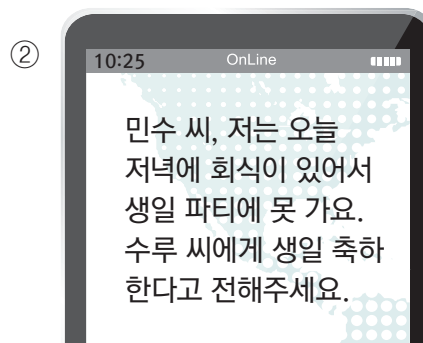 ②
10:25 OnLine
민수 씨, 저는 오늘
저녁에 회식이 있어서
생일 파티에 못 가요.
수루 씨에게 생일 축하
한다고 전해주세요.